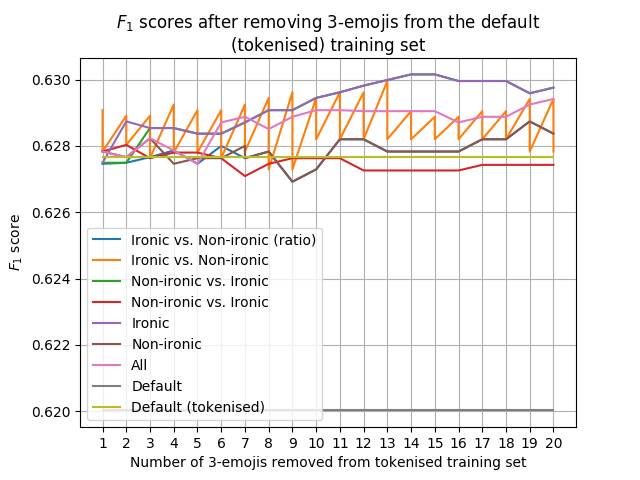 F₁ scores after removing 3-emojis from the default
(tokenised) training set
F₁ score
0.630
0.628
0.626
0.624
0.622
0.620
Ironic vs. Non-ironic (ratio)
Ironic vs. Non-ironic
Non-ironic vs. Ironic
Non-ironic vs. Ironic
Ironic
Non-ironic
All
Default
Default (tokenised)
1 2 3 4 5 6 7 8 9 10 11 12 13 14 15 16 17 18 19 20
Number of 3-emojis removed from tokenised training set